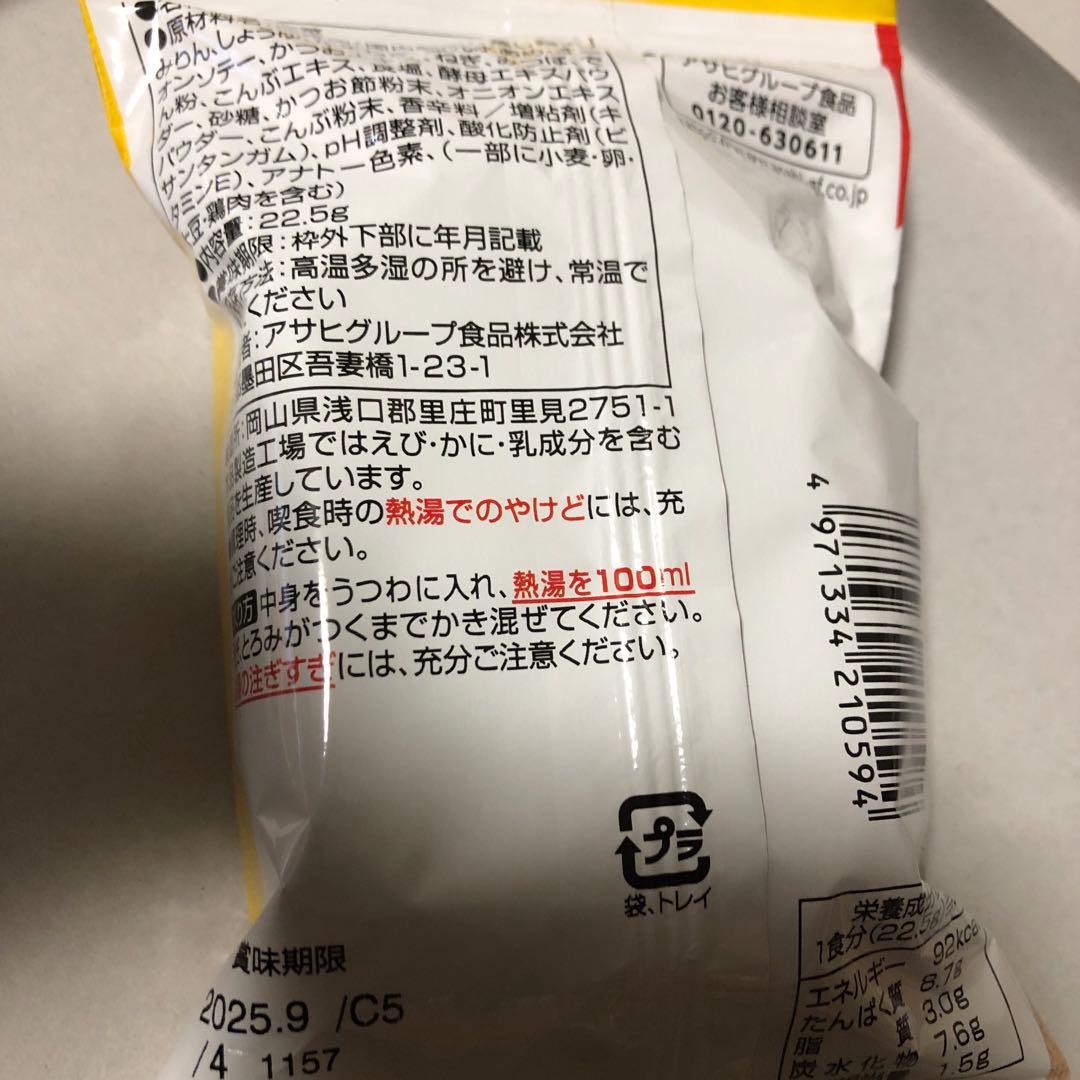 ●原材料名
みりん、しょうゆ
オンソテー、かつお
ん粉、こんぶエキス、食塩、酵母エキスパウ
ダー、砂糖、かつお節粉末、オニオンエキス
パウダー、こんぶ粉末、香辛料/増粘剤(キ
サンタンガム)、pH調整剤、酸化防止剤(ビ
タミンE)、アナトー色素、(一部に小麦・卵・
豆・鶏肉を含む)
●内容量:22.5g
味期限:枠外下部に年月記載
方法:高温多湿の所を避け、常温で
ください
者:アサヒグループ食品株式会社
墨田区吾妻橋1-23-1
所:岡山県浅口郡里庄町里見2751-1
製造工場ではえび・かに・乳成分を含む
を生産しています。
理時、喫食時の熱湯でのやけどには、充
ご注意ください。
の方 中身をうつわに入れ、熱湯を100ml
とろみがつくまでかき混ぜてください。
の注ぎすぎには、充分ご注意ください。
アサヒグループ食品
お客様相談室
0120-630611
af.co.jp
4 971334 210594
プラ
袋、トレイ
賞味期限
2025.9 /C5
/4 1157
栄養成
1食分(22.5g)
エネルギー 92kca
たんぱく質 8.7g
脂質 3.0g
炭水化物 7.6g
.5g